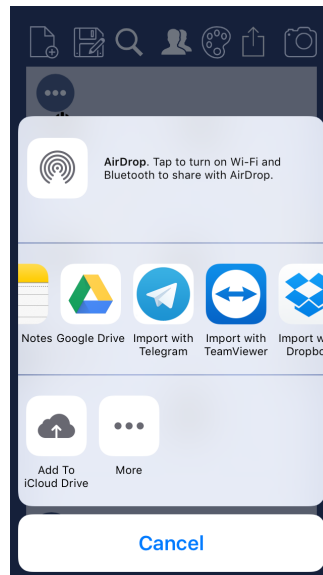 AirDrop. Tap to turn on Wi-Fi and
Bluetooth to share with AirDrop.
Notes
Google Drive
Import with
Telegram
Import with
TeamViewer
Import w
Dropbo
Add To
iCloud Drive
More
Cancel